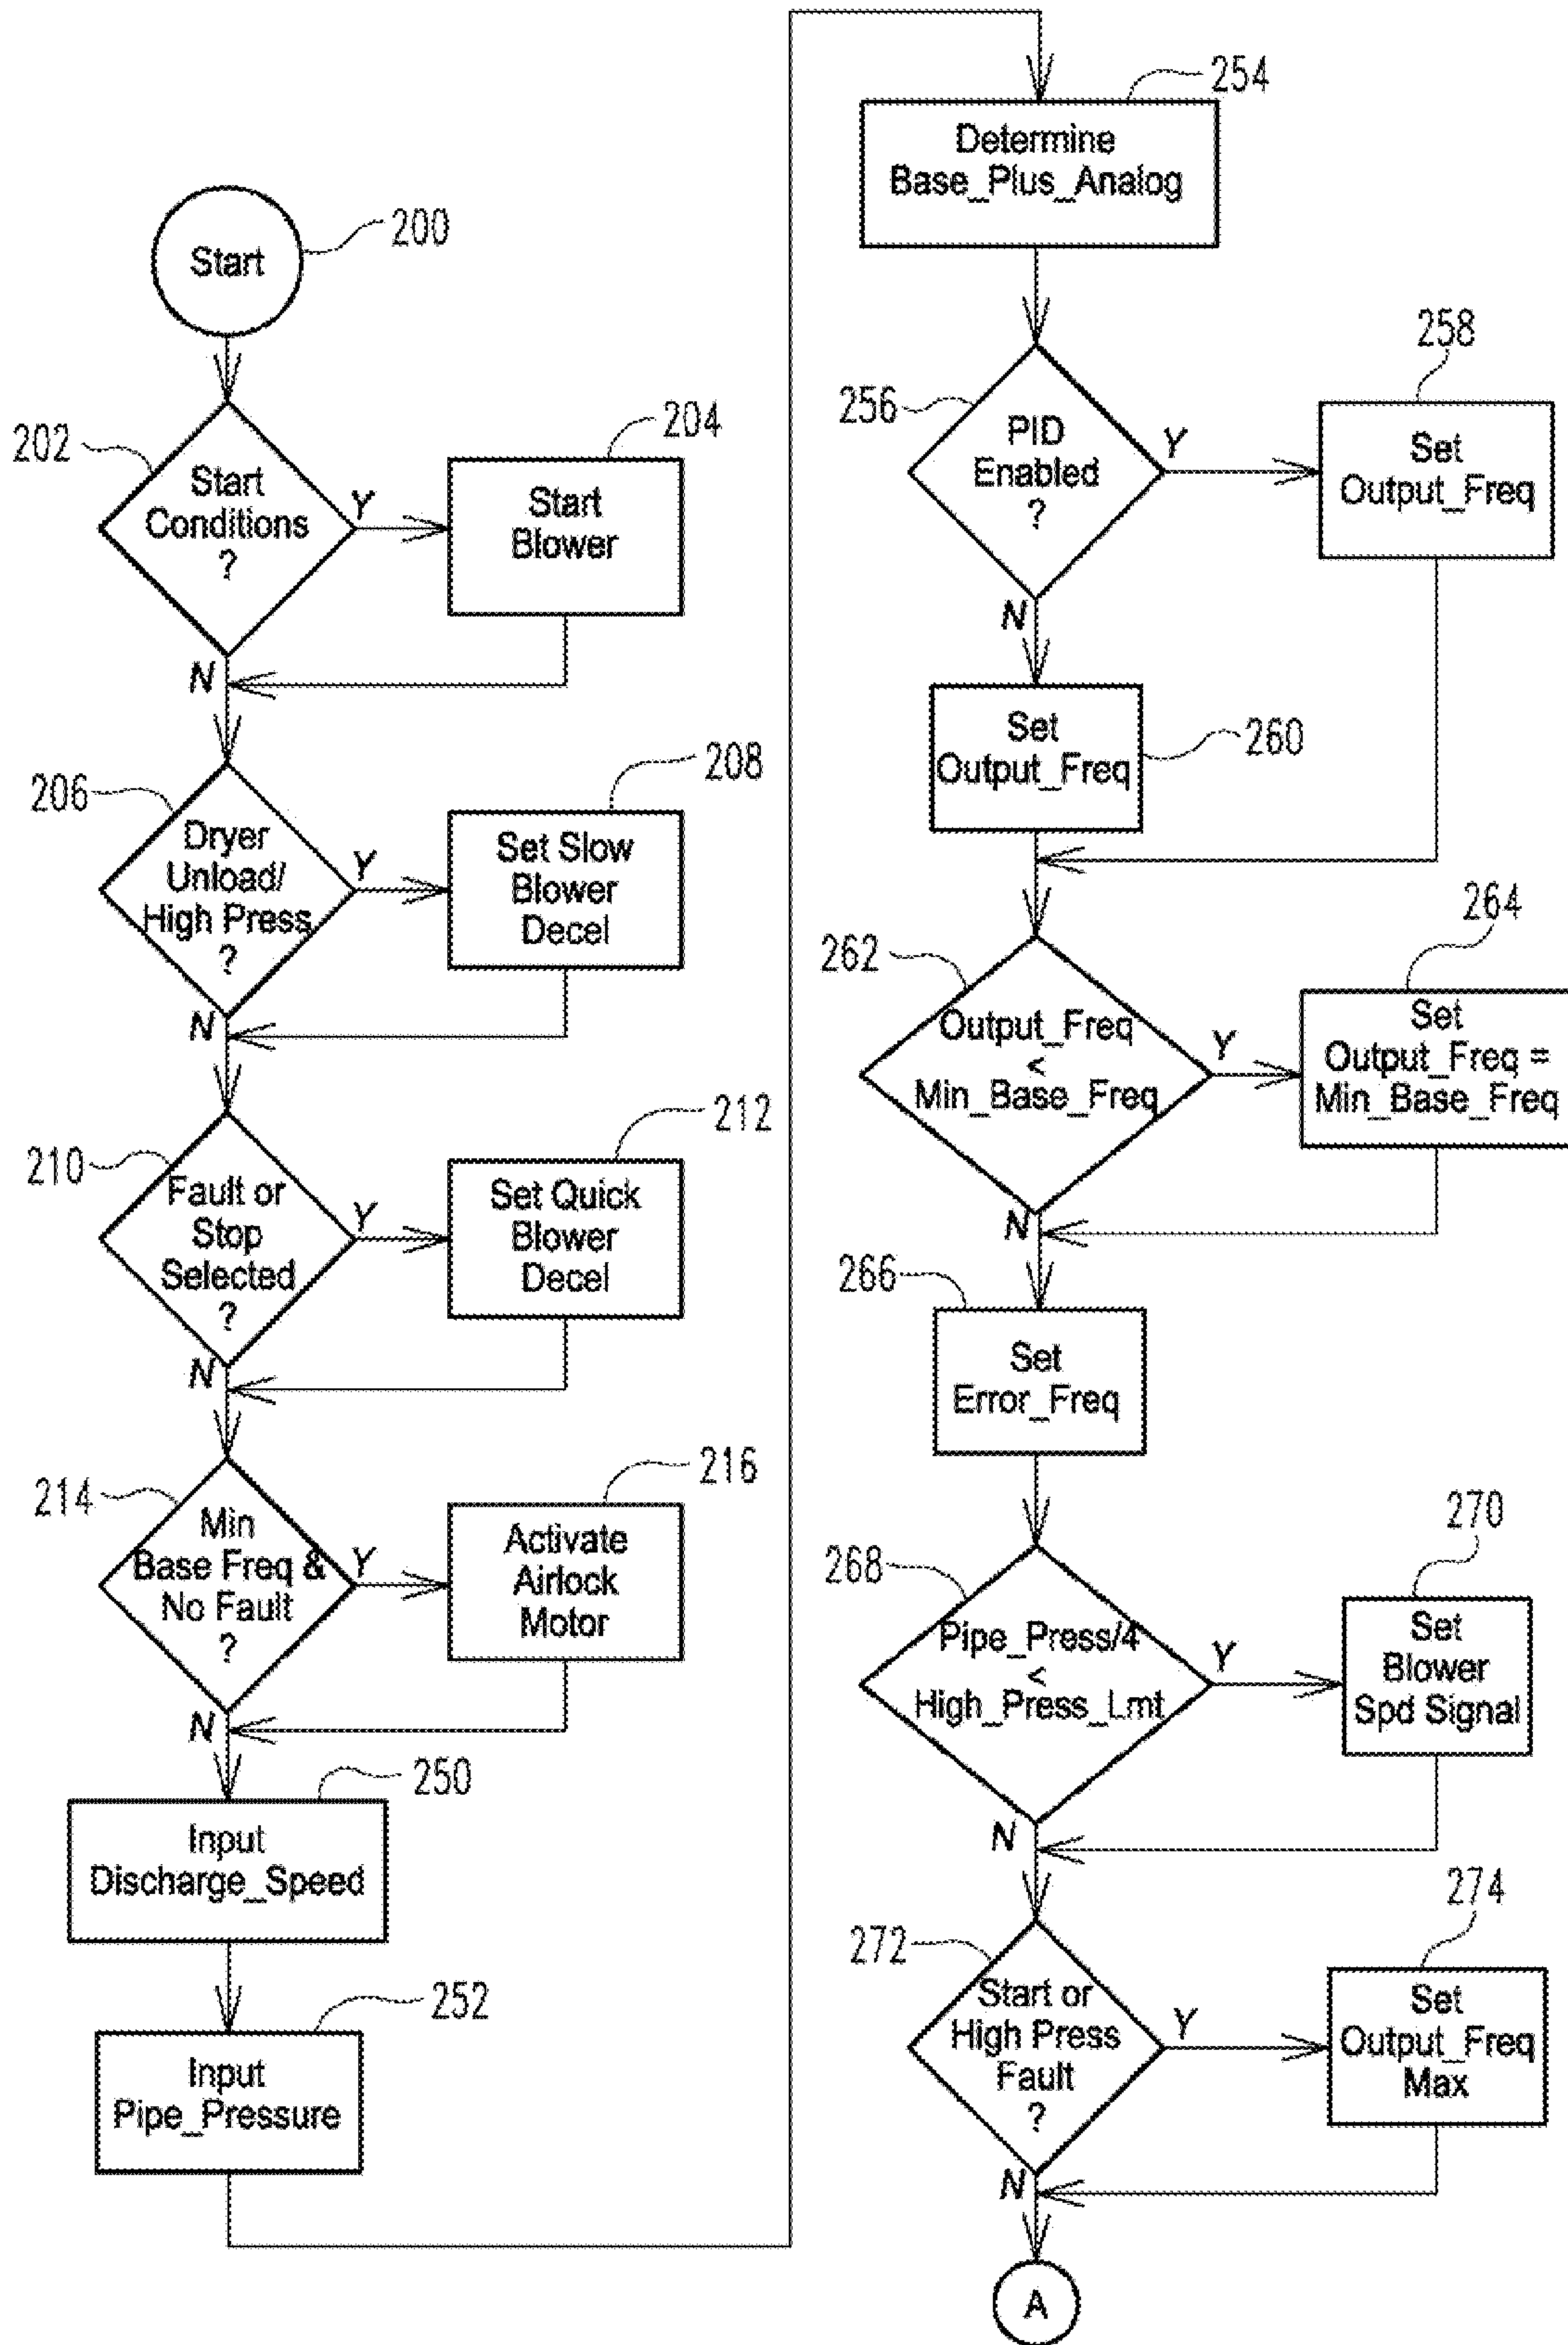 200
Start
202
Start
Conditions
?
Y
N
204
Start
Blower
206
Dryer
Unload/
High Press
?
Y
N
208
Set Slow
Blower
Decel
210
Fault or
Stop
Selected
?
Y
N
212
Set Quick
Blower
Decel
214
Min
Base Freq &
No Fault
?
Y
N
216
Activate
Airlock
Motor
250
Input
Discharge_Speed
252
Input
Pipe_Pressure
254
Determine
Base_Plus_Analog
256
PID
Enabled
?
Y
N
258
Set
Output_Freq
260
Set
Output_Freq
262
Output_Freq
<
Min_Base_Freq
Y
N
264
Set
Output_Freq =
Min_Base_Freq
266
Set
Error_Freq
268
Pipe_Press/4
<
High_Press_Lmt
Y
N
270
Set
Blower
Spd Signal
272
Start or
High Press
Fault
?
Y
N
274
Set
Output_Freq
Max
A